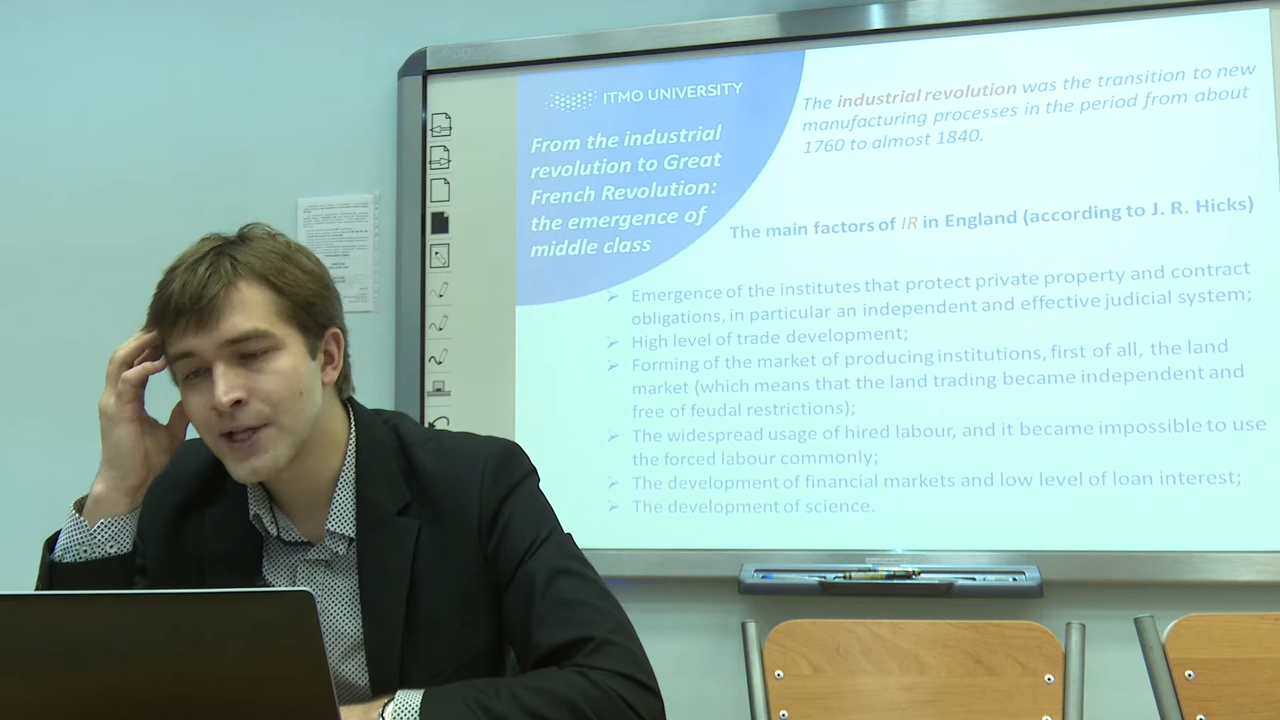 ITMO UNIVERSITY
From the industrial
revolution to Great
French Revolution:
the emergence of
middle class
The industrial revolution was the transition to new
manufacturing processes in the period from about
1760 to almost 1840.
The main factors of IR in England (according to J. R. Hicks)
Emergence of the institutes that protect private property and contract
obligations, in particular an independent and effective judicial system;
High level of trade development;
Forming of the market of producing institutions, first of all, the land
market (which means that the land trading became independent and
free of feudal restrictions);
The widespread usage of hired labour, and it became impossible to use
the forced labour commonly;
The development of financial markets and low level of loan interest;
The development of science.